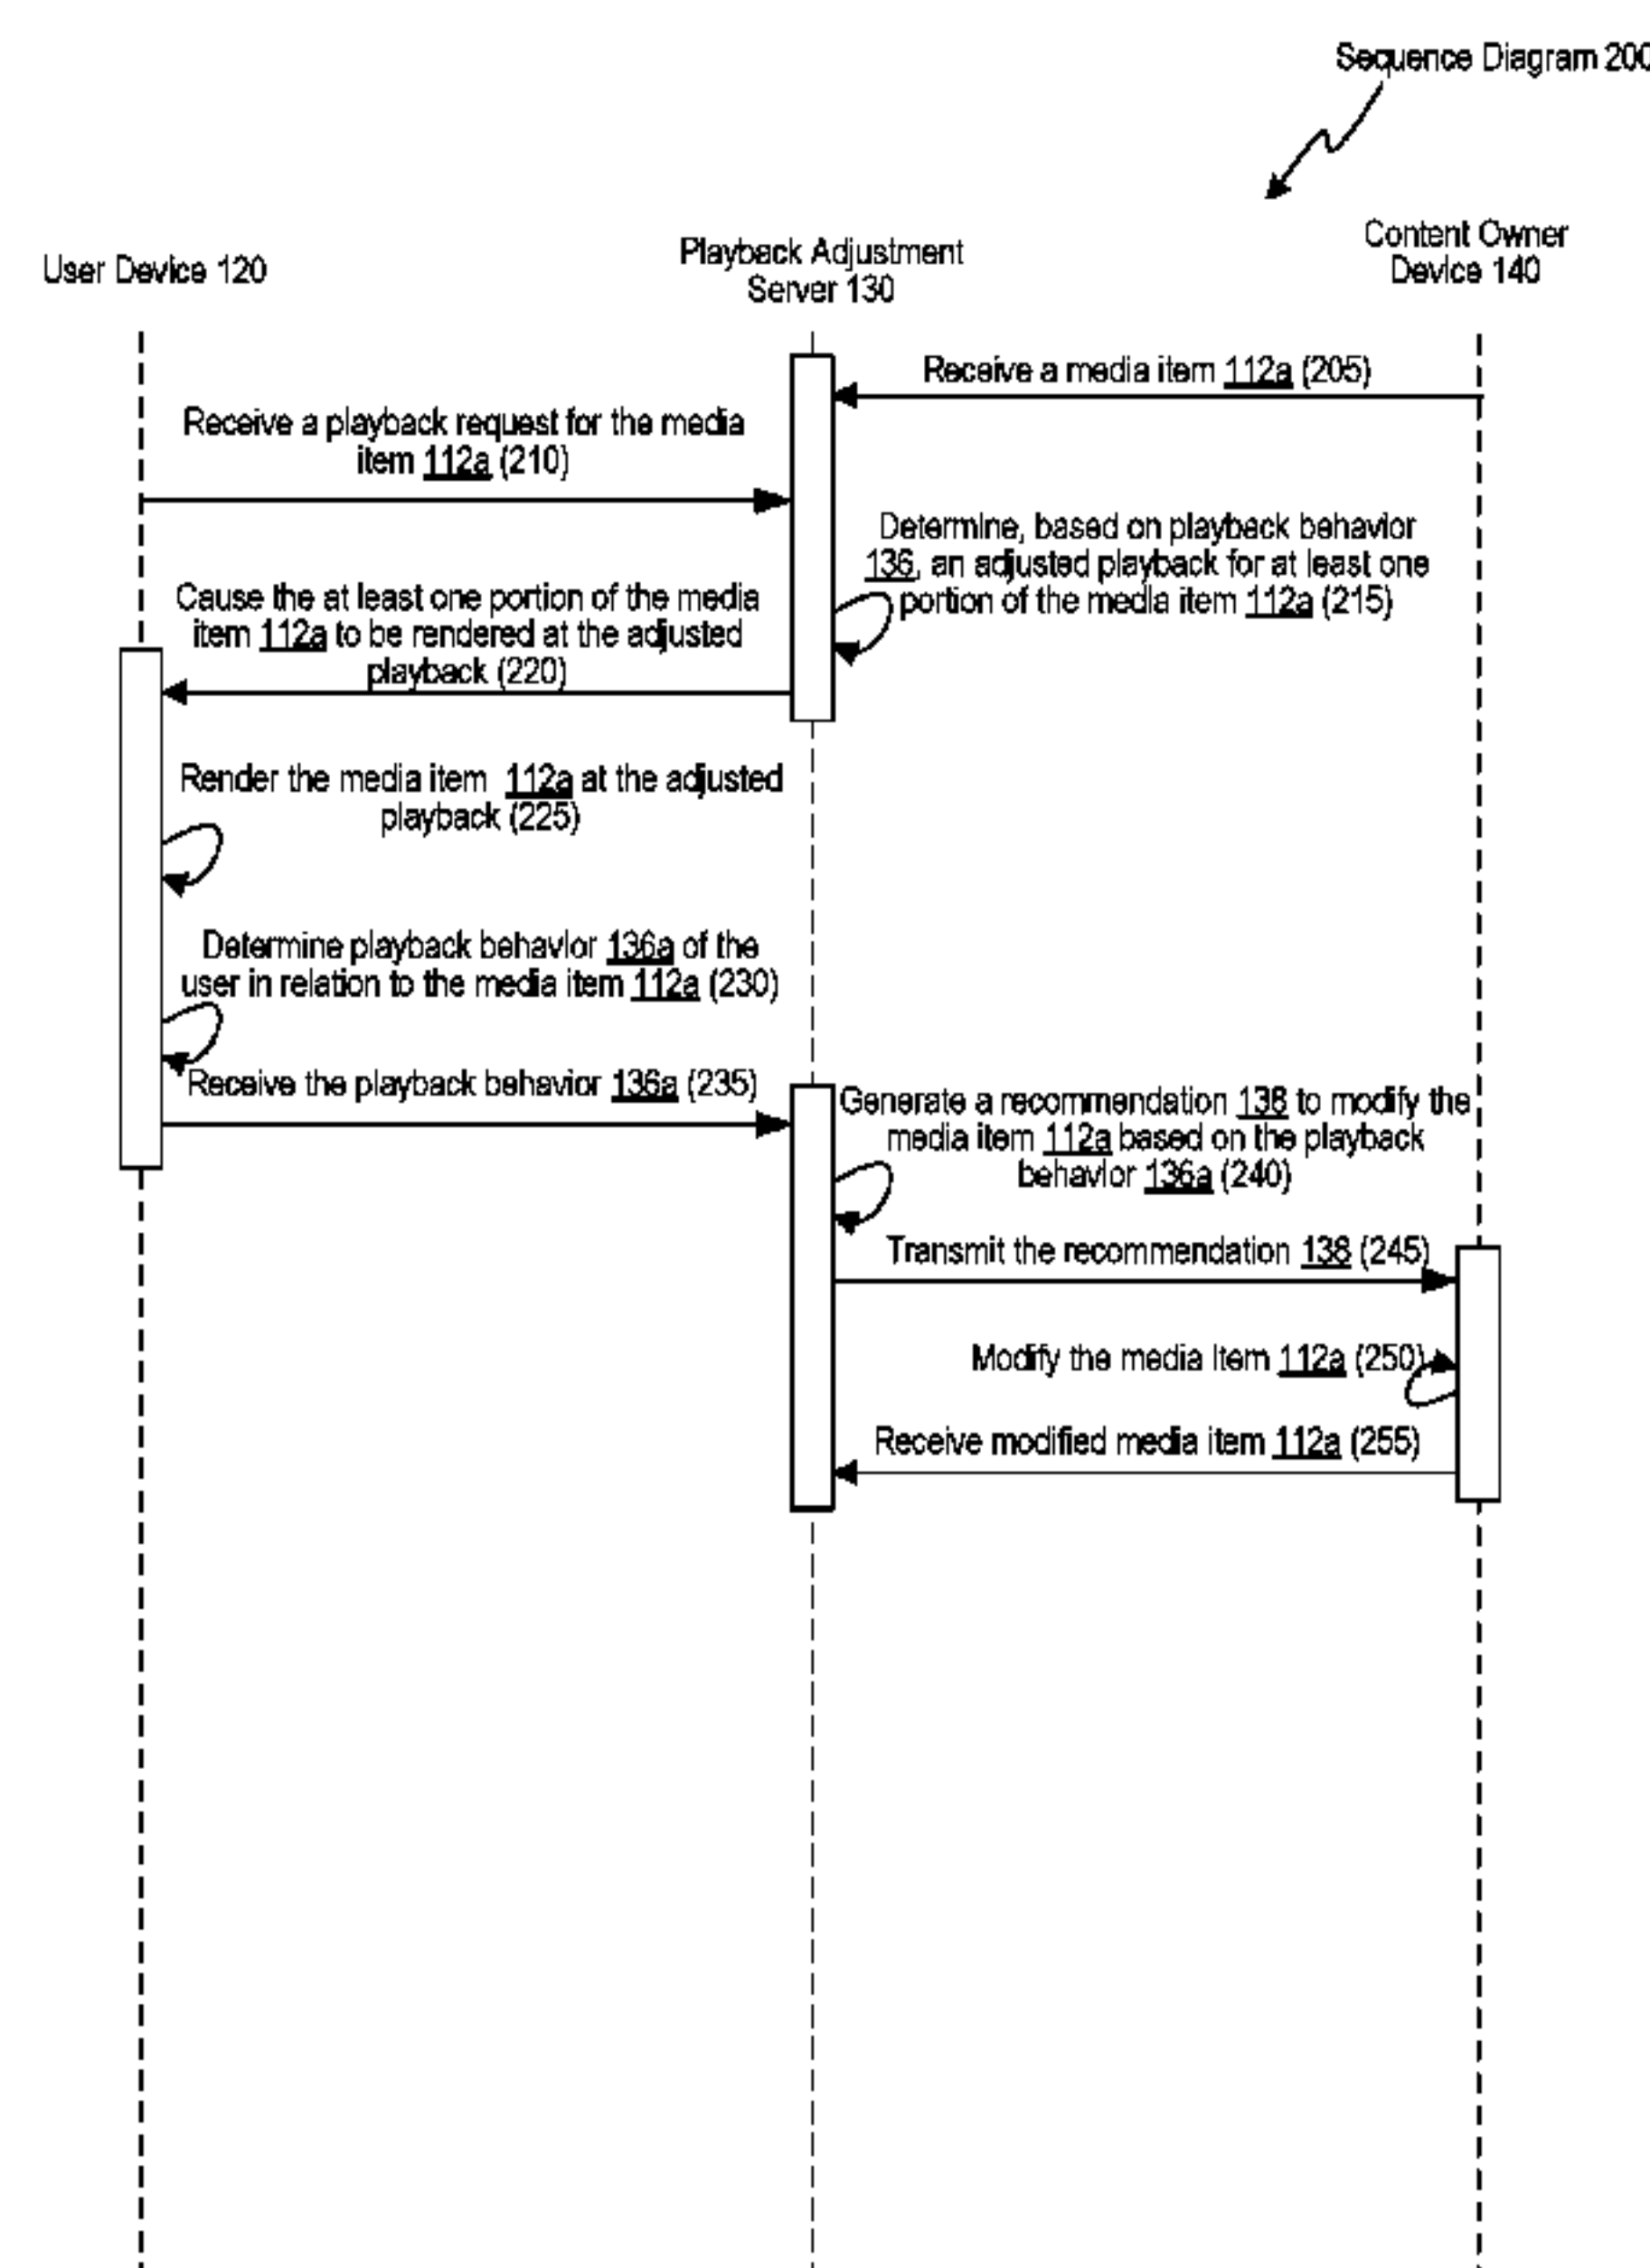 Sequence Diagram 200
User Device 120
Playback Adjustment
Server 130
Content Owner
Device 140
Receive a media item 112a (205)
Receive a playback request for the media
item 112a (210)
Determine, based on playback behavior
136, an adjusted playback for at least one
portion of the media item 112a (215)
Cause the at least one portion of the media
item 112a to be rendered at the adjusted
playback (220)
Render the media item 112a at the adjusted
playback (225)
Determine playback behavior 136a of the
user in relation to the media item 112a (230)
Receive the playback behavior 136a (235)
Generate a recommendation 138 to modify the
media item 112a based on the playback
behavior 136a (240)
Transmit the recommendation 138 (245)
Modify the media item 112a (250)
Receive modified media item 112a (255)